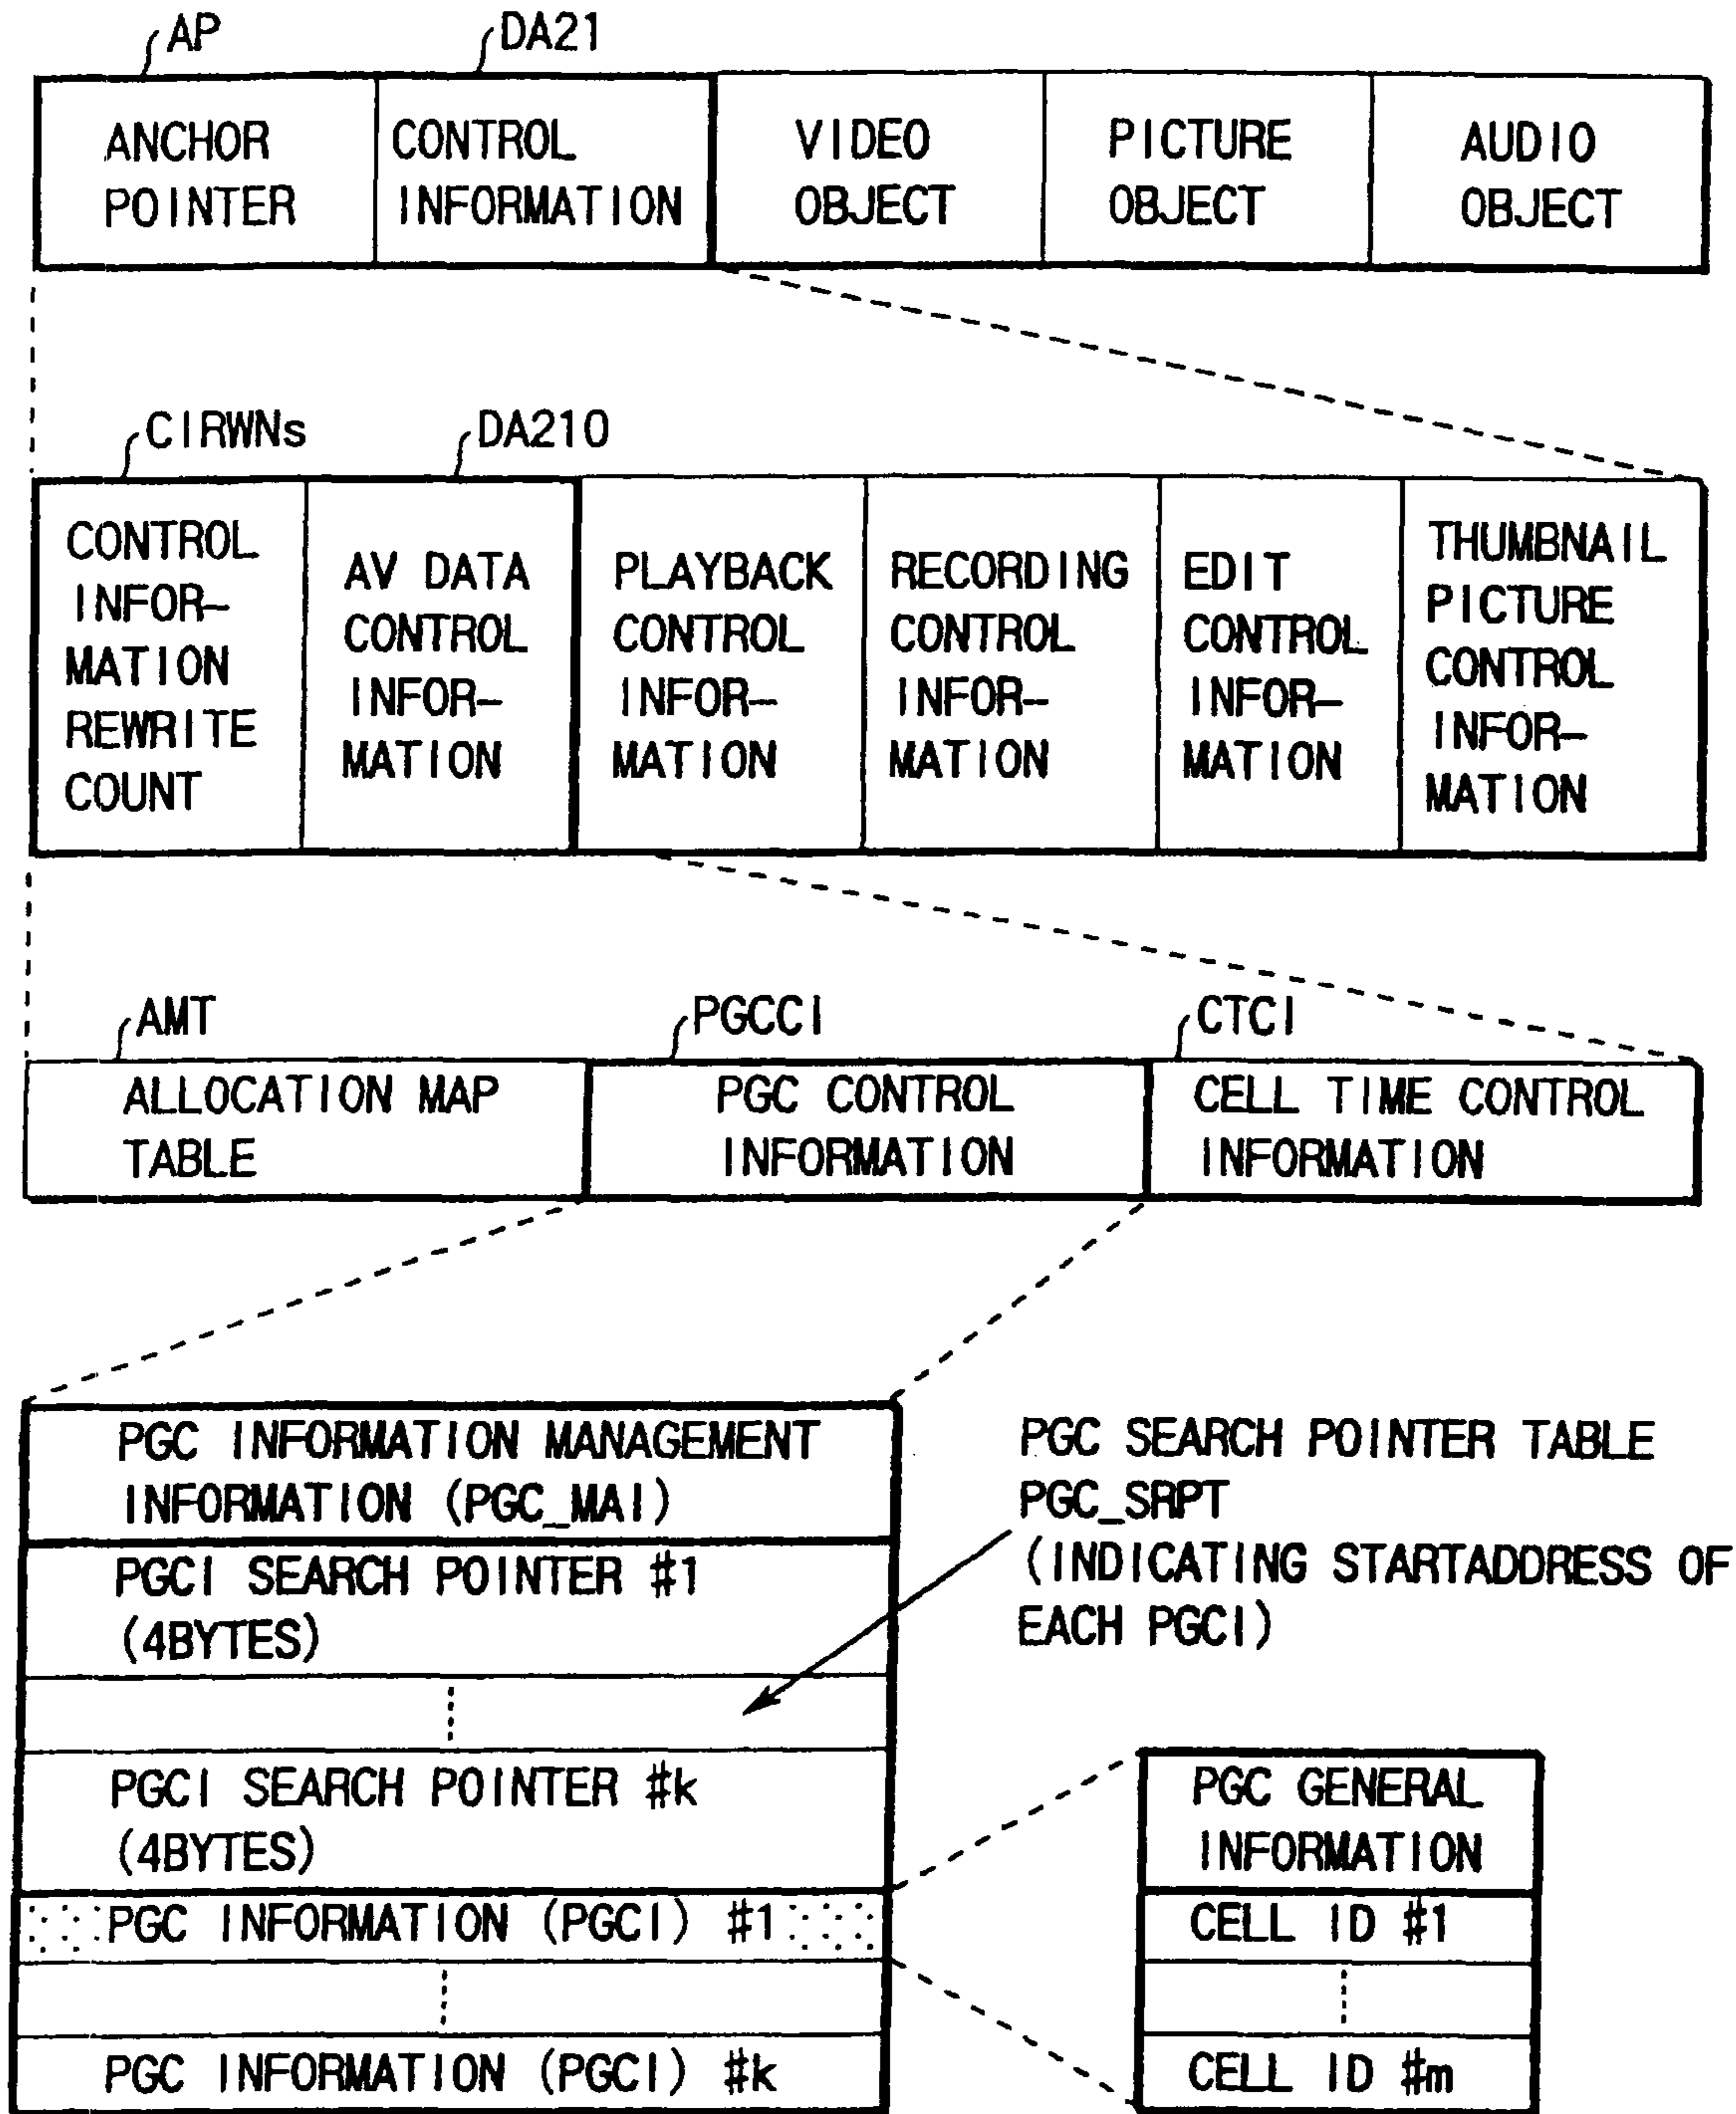 AP
DA21
ANCHOR
POINTER
CONTROL
INFORMATION
VIDEO
OBJECT
PICTURE
OBJECT
AUDIO
OBJECT
CIRWNs
DA210
CONTROL
INFOR-
MATION
REWRITE
COUNT
AV DATA
CONTROL
INFOR-
MATION
PLAYBACK
CONTROL
INFOR-
MATION
RECORDING
CONTROL
INFOR-
MATION
EDIT
CONTROL
INFOR-
MATION
THUMBNAIL
PICTURE
CONTROL
INFOR-
MATION
AMT
PGCCI
CTCI
ALLOCATION MAP
TABLE
PGC CONTROL
INFORMATION
CELL TIME CONTROL
INFORMATION
PGC INFORMATION MANAGEMENT
INFORMATION (PGC_MAI)
PGCI SEARCH POINTER #1
(4BYTES)
PGCI SEARCH POINTER #k
(4BYTES)
PGC INFORMATION (PGCI) #1
PGC INFORMATION (PGCI) #k
PGC SEARCH POINTER TABLE
PGC_SRPT
(INDICATING STARTADDRESS OF
EACH PGCI)
PGC GENERAL
INFORMATION
CELL ID #1
CELL ID #m